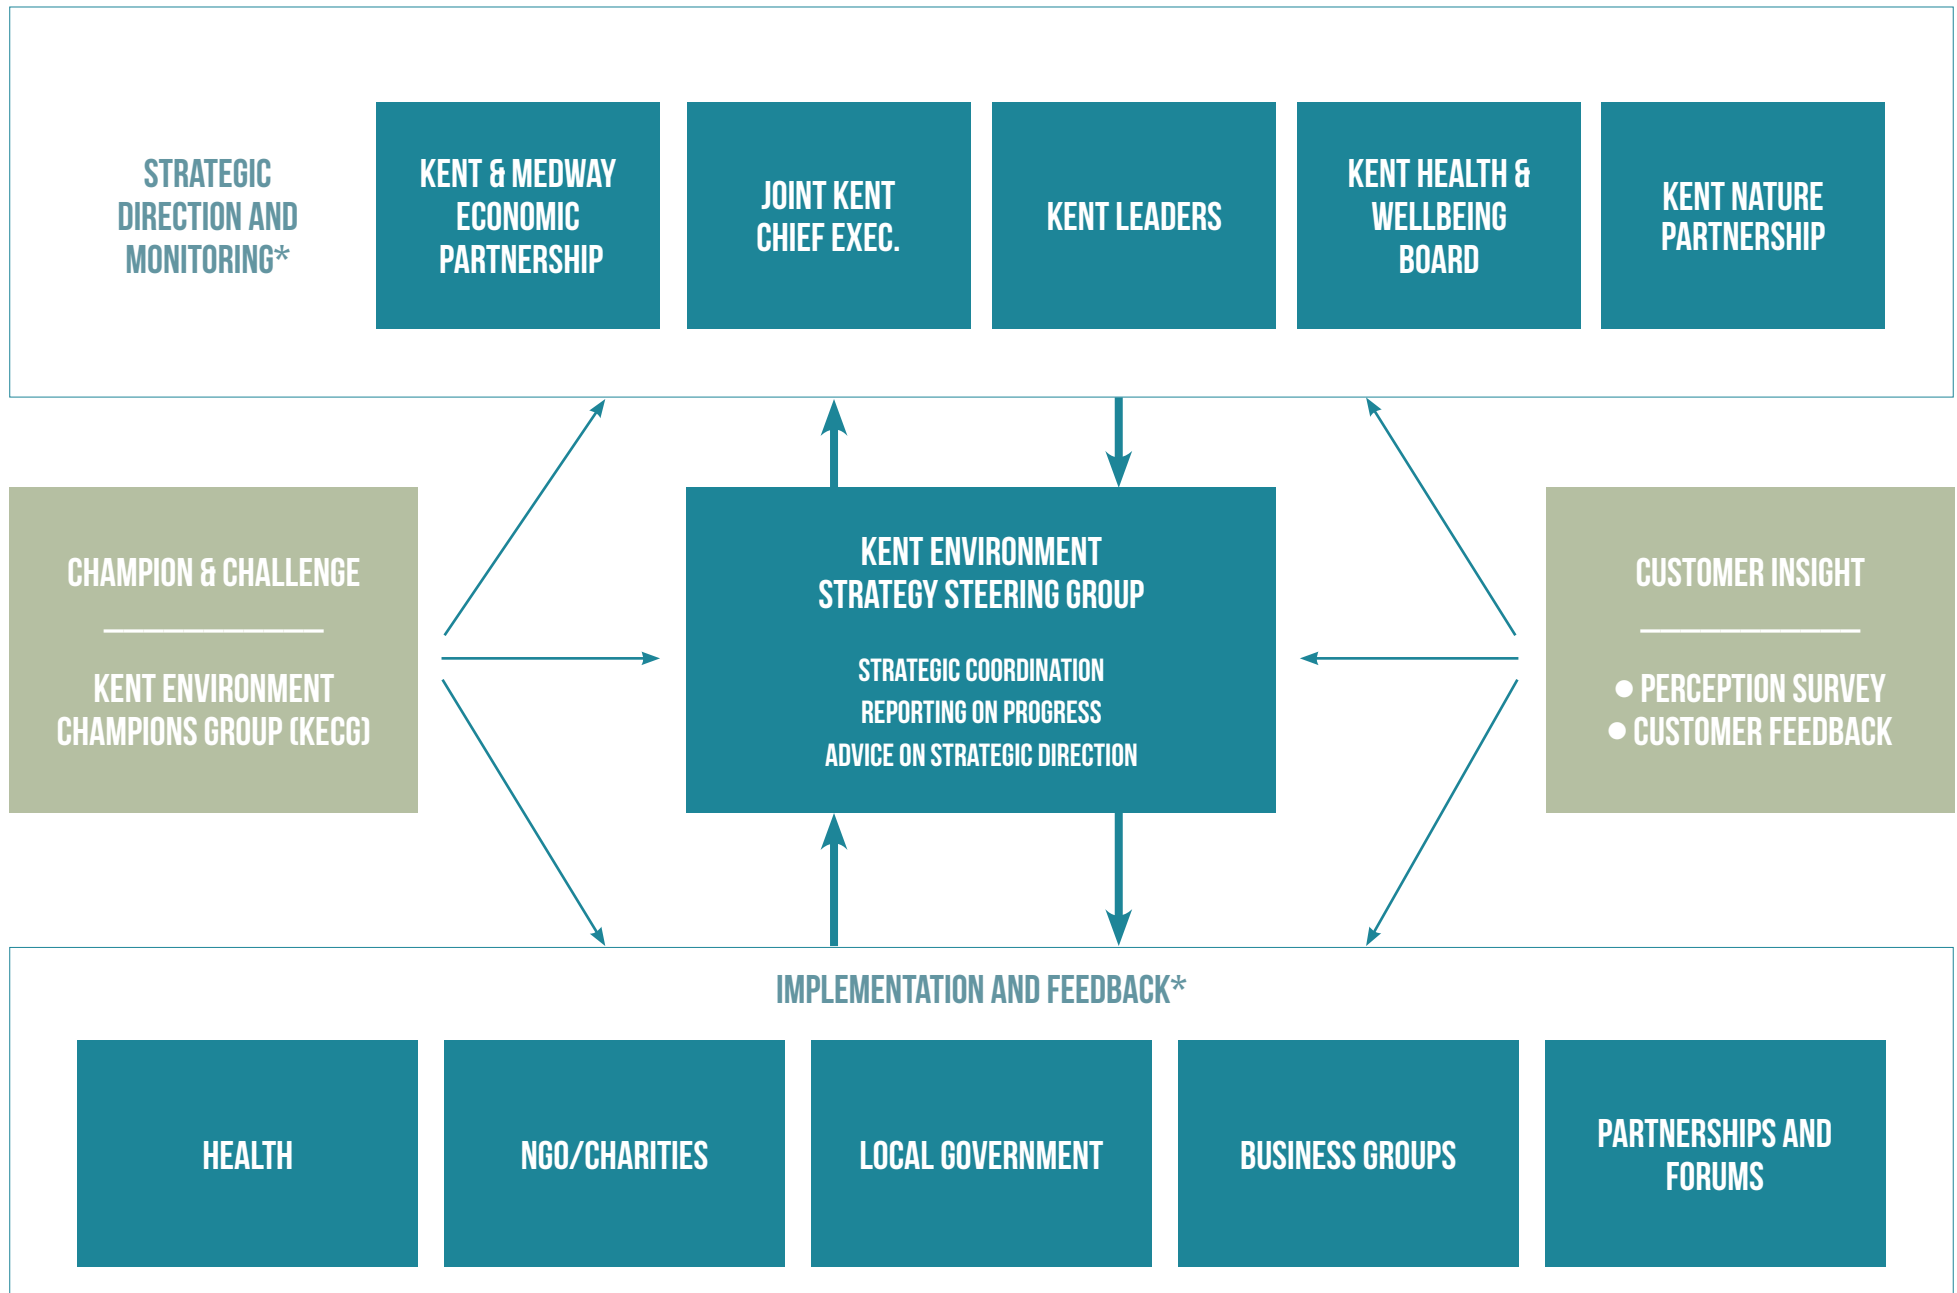 STRATEGIC
DIRECTION AND
MONITORING*
KENT & MEDWAY
ECONOMIC
PARTNERSHIP
JOINT KENT
CHIEF EXEC.
KENT LEADERS
KENT HEALTH &
WELLBEING
BOARD
KENT NATURE
PARTNERSHIP
CHAMPION & CHALLENGE
KENT ENVIRONMENT
CHAMPIONS GROUP (KECG)
KENT ENVIRONMENT
STRATEGY STEERING GROUP
STRATEGIC COORDINATION
REPORTING ON PROGRESS
ADVICE ON STRATEGIC DIRECTION
CUSTOMER INSIGHT
● PERCEPTION SURVEY
● CUSTOMER FEEDBACK
IMPLEMENTATION AND FEEDBACK*
HEALTH
NGO/CHARITIES
LOCAL GOVERNMENT
BUSINESS GROUPS
PARTNERSHIPS AND
FORUMS